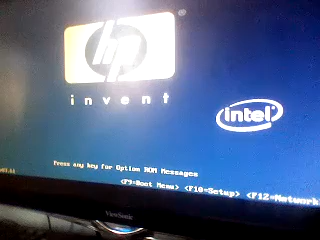 hp
invent
intel
Press any key for Option ROM Messages
<F9=Boot Menu> <F10=Setup> <F12=Network
ViewSonic